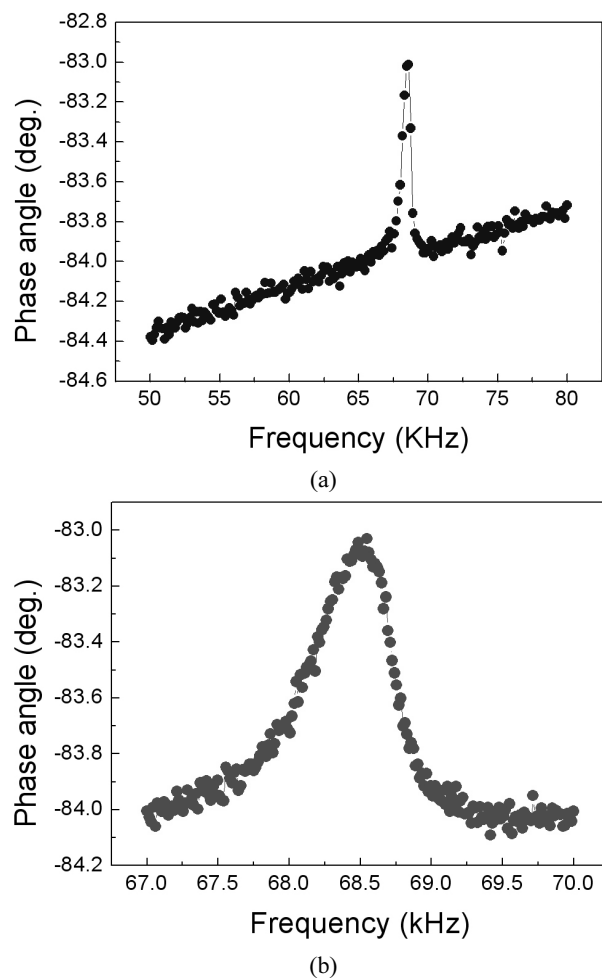 -82.8
-83.0
-83.2
-83.4
-83.6
-83.8
-84.0
-84.2
-84.4
-84.6
Phase angle (deg.)
50 55 60 65 70 75 80
Frequency (KHz)
(a)
-83.0
-83.2
-83.4
-83.6
-83.8
-84.0
-84.2
Phase angle (deg.)
67.0 67.5 68.0 68.5 69.0 69.5 70.0
Frequency (kHz)
(b)